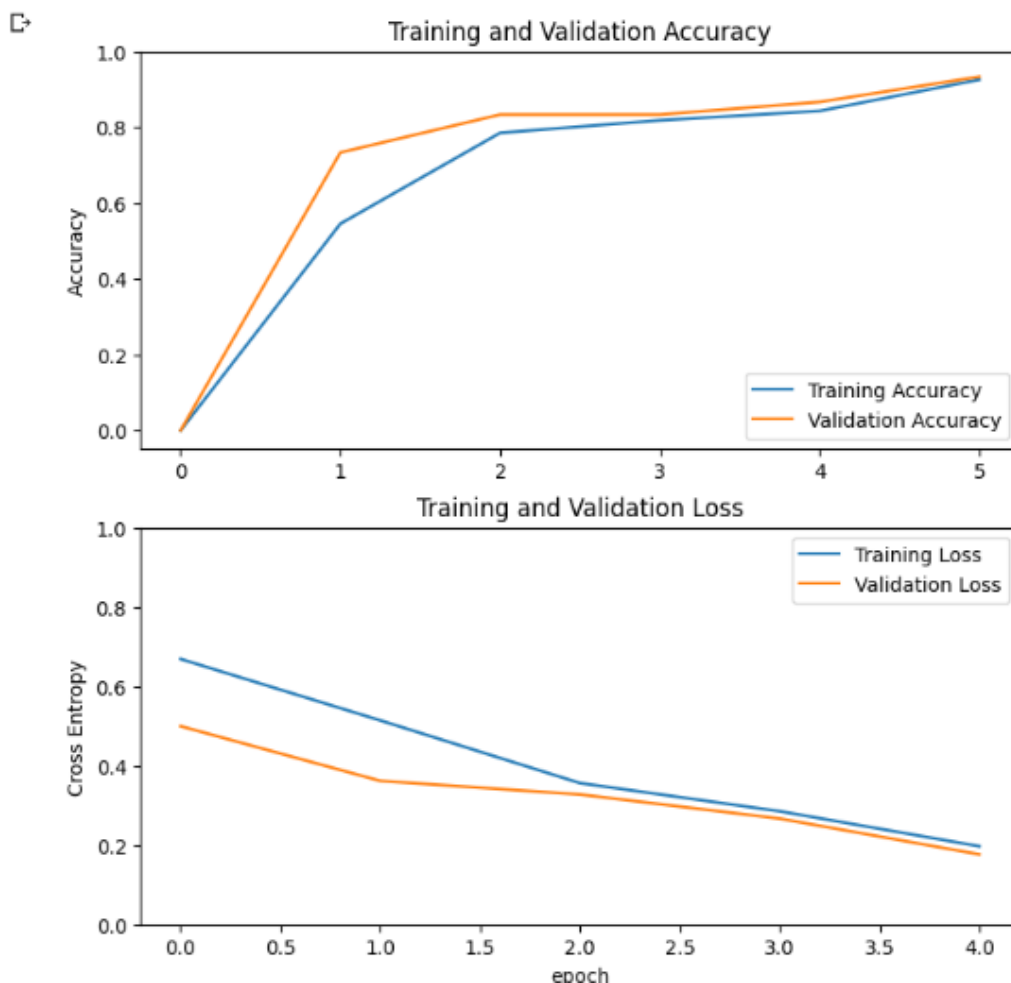 Training and Validation Accuracy
1.0
0.8
0.6
0.4
0.2
0.0
Accuracy
Training Accuracy
Validation Accuracy
0 1 2 3 4 5
Training and Validation Loss
1.0
0.8
0.6
0.4
0.2
0.0
Cross Entropy
Training Loss
Validation Loss
0.0 0.5 1.0 1.5 2.0 2.5 3.0 3.5 4.0
epoch